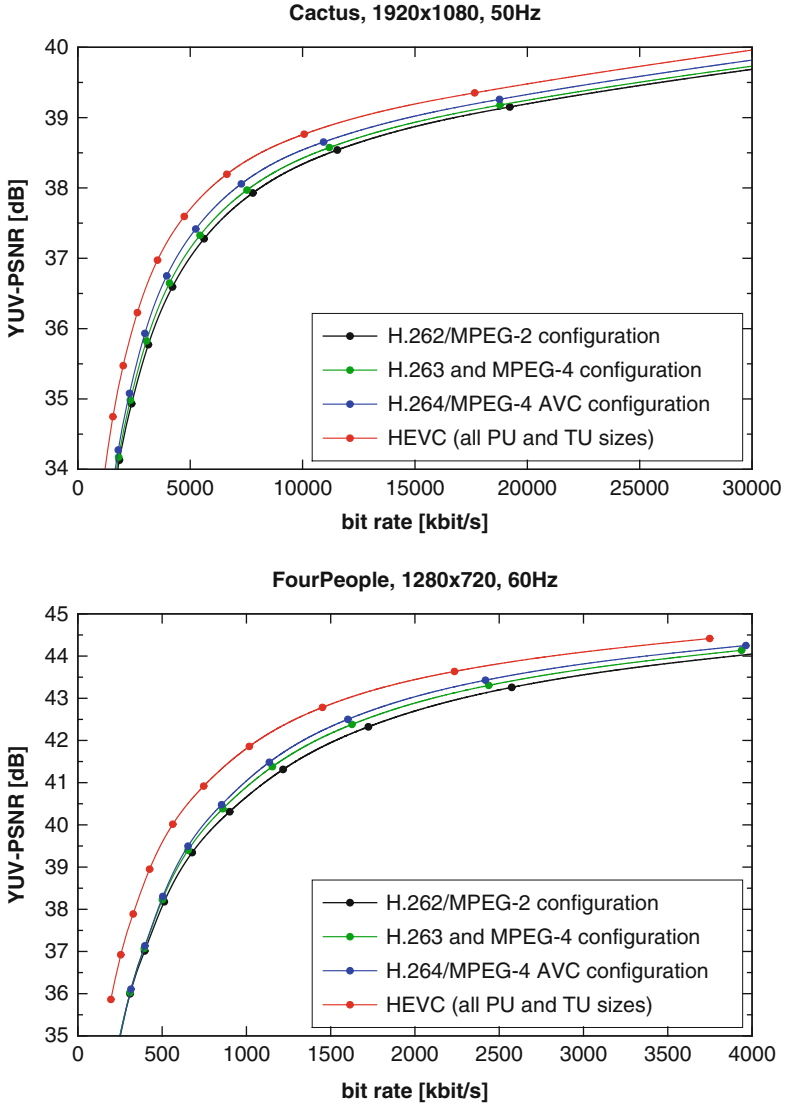 Cactus, 1920x1080, 50Hz
40
39
38
37
36
35
34
YUV-PSNR [dB]
H.262/MPEG-2 configuration
H.263 and MPEG-4 configuration
H.264/MPEG-4 AVC configuration
HEVC (all PU and TU sizes)
0 5000 10000 15000 20000 25000 30000
bit rate [kbit/s]
FourPeople, 1280x720, 60Hz
45
44
43
42
41
40
39
38
37
36
35
YUV-PSNR [dB]
H.262/MPEG-2 configuration
H.263 and MPEG-4 configuration
H.264/MPEG-4 AVC configuration
HEVC (all PU and TU sizes)
0 500 1000 1500 2000 2500 3000 3500 4000
bit rate [kbit/s]